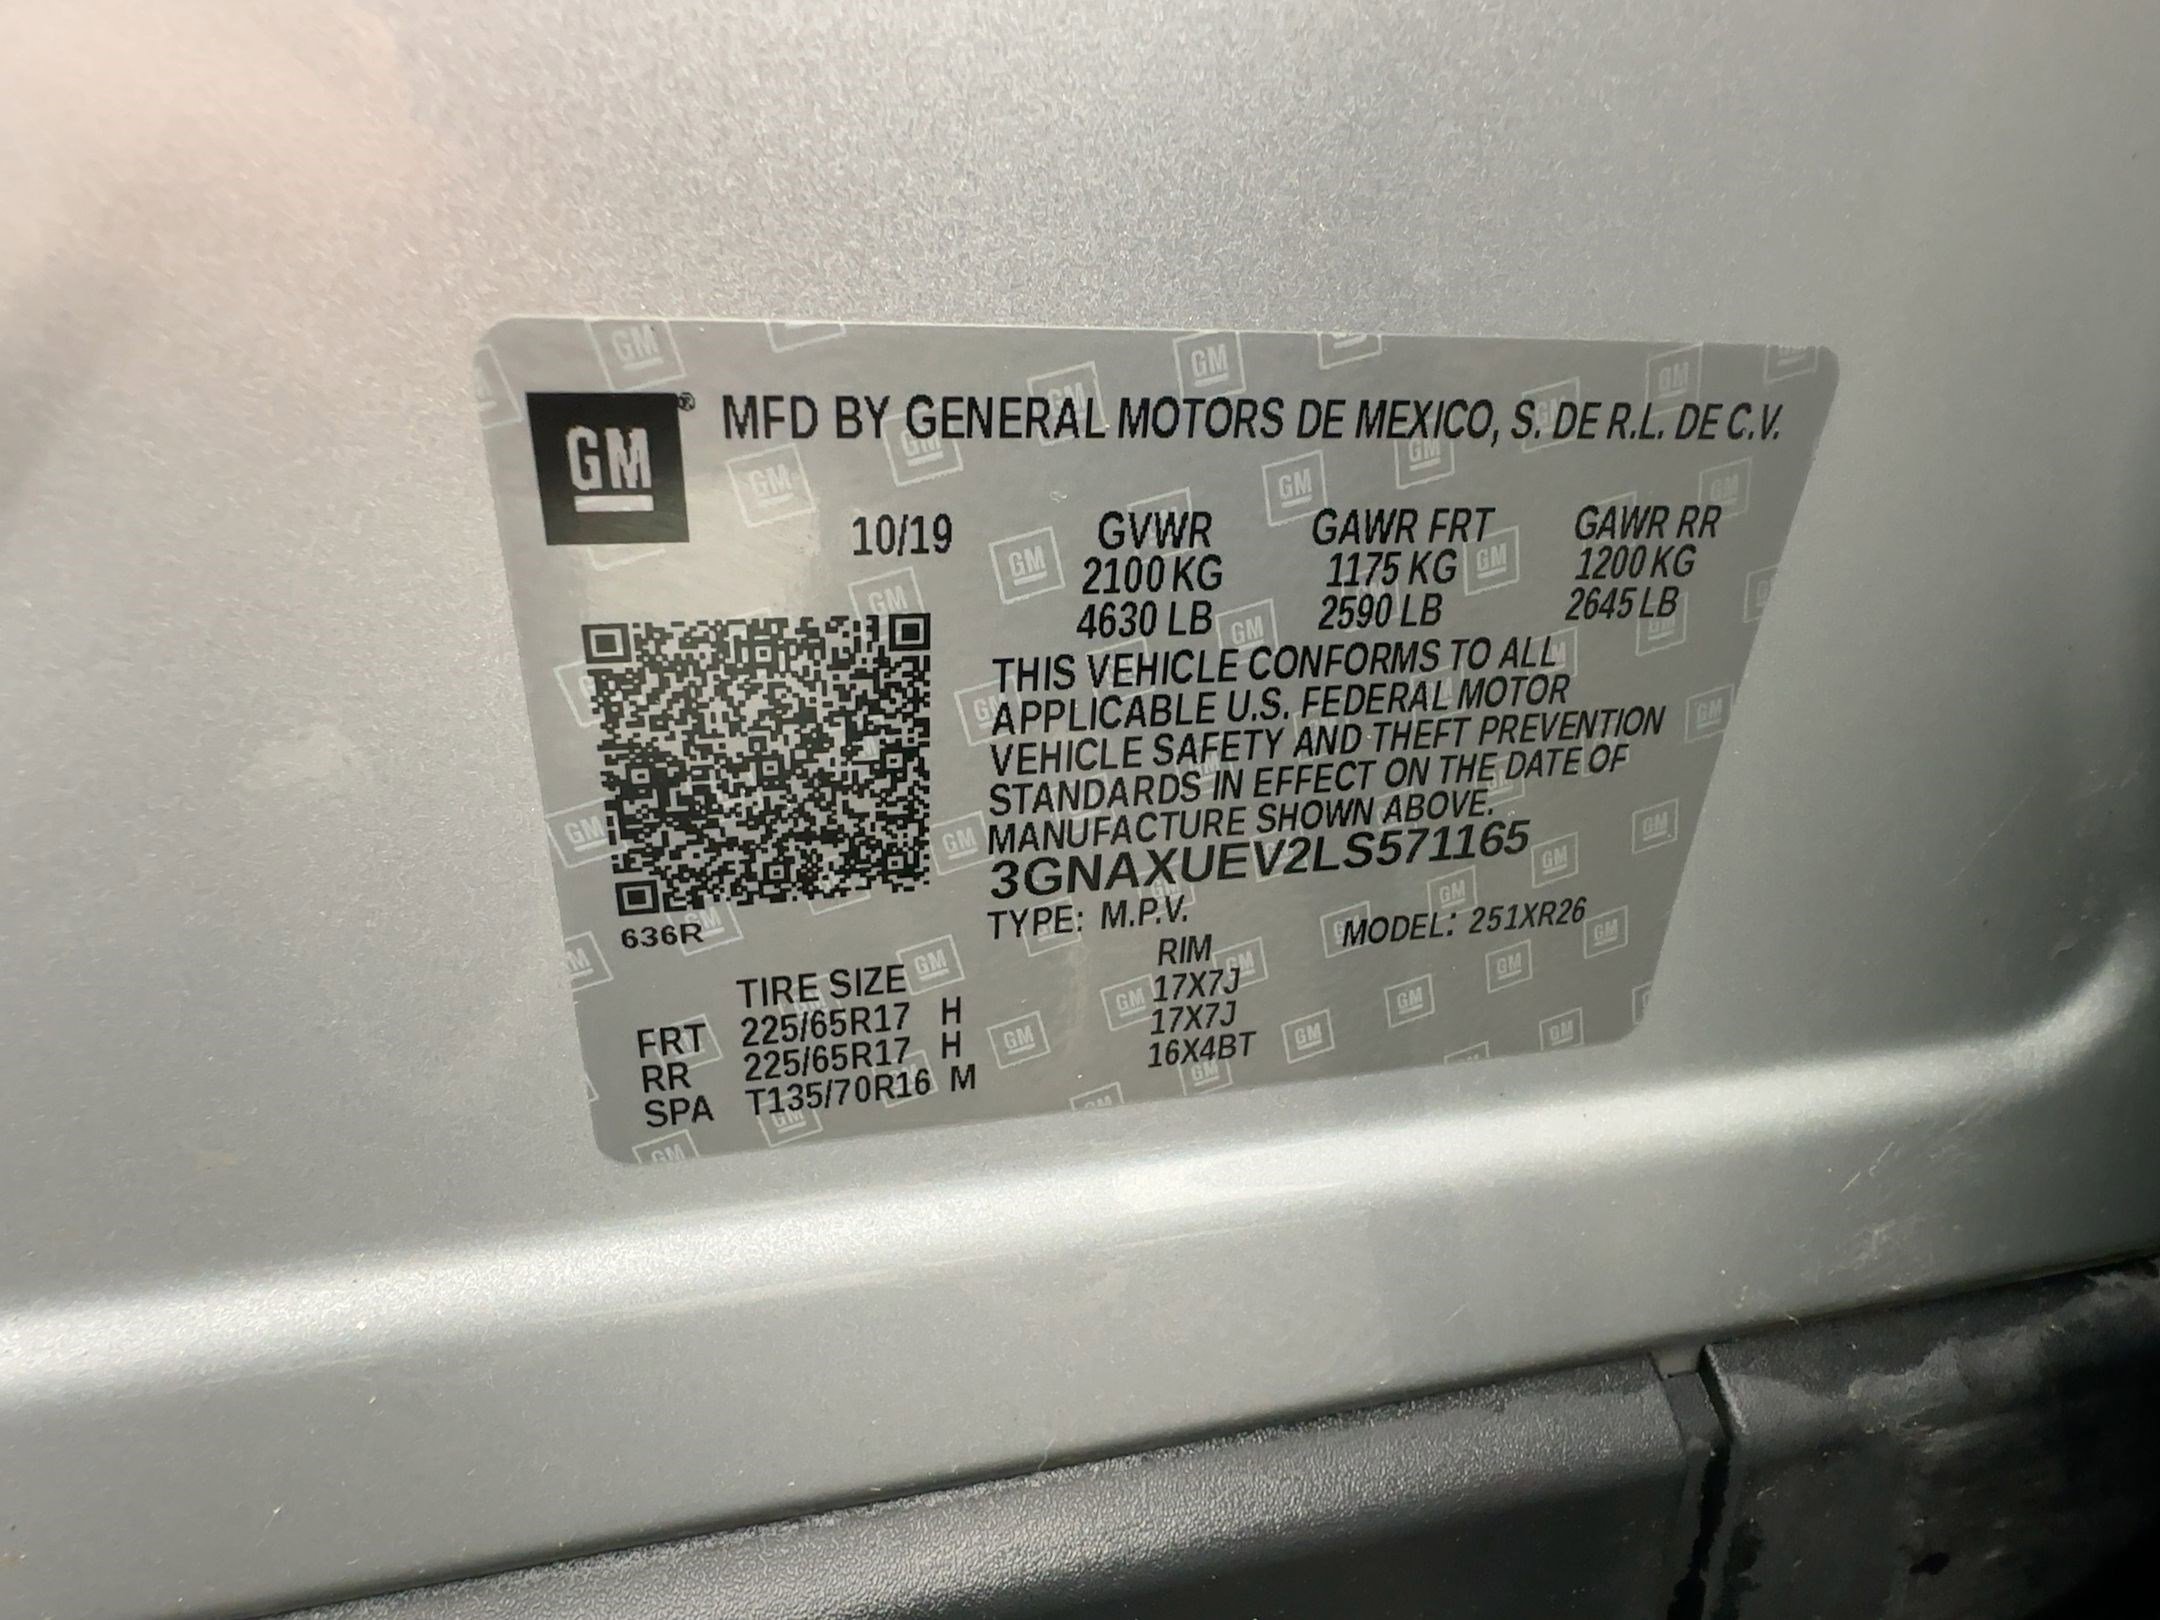 GM® MFD BY GENERAL MOTORS DE MEXICO, S. DE R.L. DE C.V.
10/19 GVWR GAWR FRT GAWR RR
2100 KG 1175 KG 1200 KG
4630 LB 2590 LB 2645 LB
THIS VEHICLE CONFORMS TO ALL
APPLICABLE U.S. FEDERAL MOTOR
VEHICLE SAFETY AND THEFT PREVENTION
STANDARDS IN EFFECT ON THE DATE OF
MANUFACTURE SHOWN ABOVE.
3GNAXUEV2LS571165
636R
TYPE: M.P.V. MODEL: 251XR26
TIRE SIZE RIM
FRT 225/65R17 H 17X7J
RR 225/65R17 H 17X7J
SPA T135/70R16 M 16X4BT